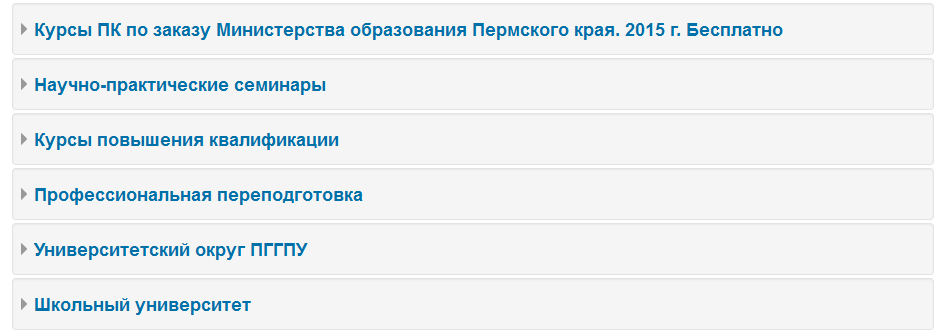 Курсы ПК по заказу Министерства образования Пермского края. 2015 г. Бесплатно
Научно-практические семинары
Курсы повышения квалификации
Профессиональная переподготовка
Университетский округ ПГГПУ
Школьный университет